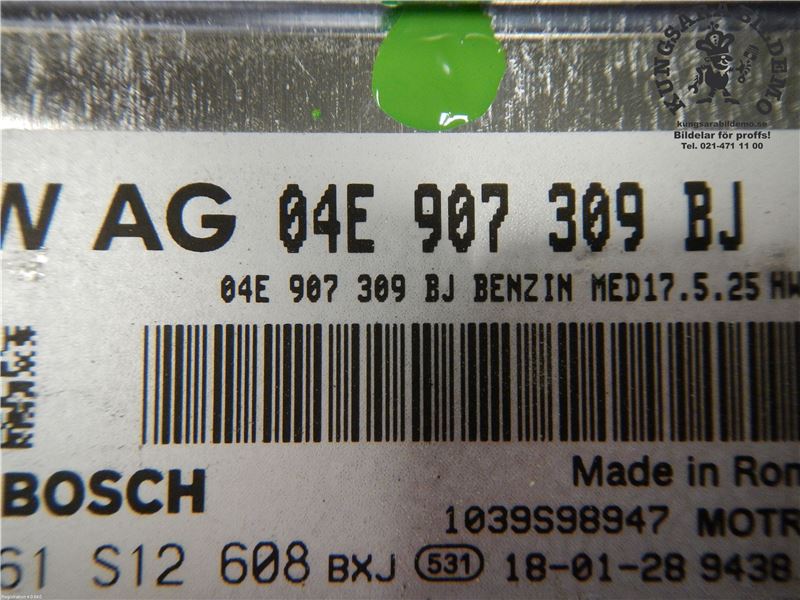 KUNGSÅRA BILDEMO
kungsarabildemo.se
Bildelar för proffs!
Tel. 021-471 11 00
W AG 04E 907 309 BJ
04E 907 309 BJ BENZIN MED17.5.25 HW
BOSCH
Made in Rom
1039S98947 MOTR
61 S12 608 BXJ 531 18-01-28 9438